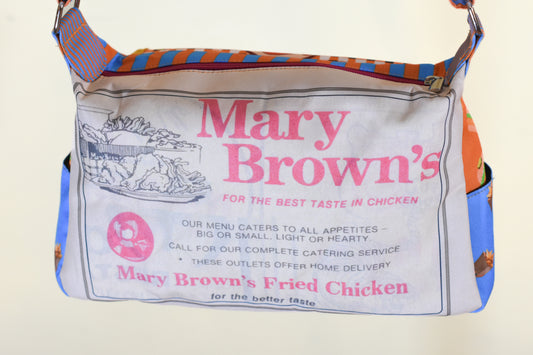 Mary
Brown's
FOR THE BEST TASTE IN CHICKEN
OUR MENU CATERS TO ALL APPETITES –
BIG OR SMALL, LIGHT OR HEARTY.
CALL FOR OUR COMPLETE CATERING SERVICE
* THESE OUTLETS OFFER HOME DELIVERY
Mary Brown's Fried Chicken
for the better taste